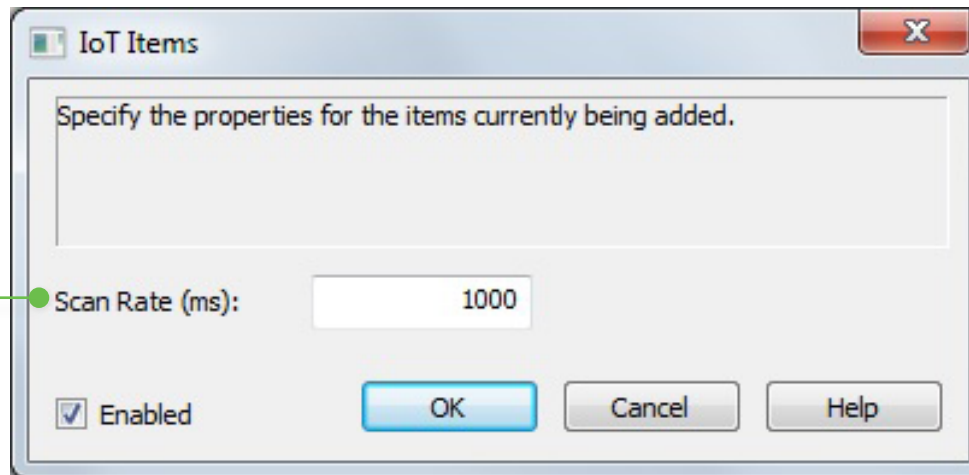 IoT Items
Specify the properties for the items currently being added.
Scan Rate (ms): 1000
Enabled OK Cancel Help